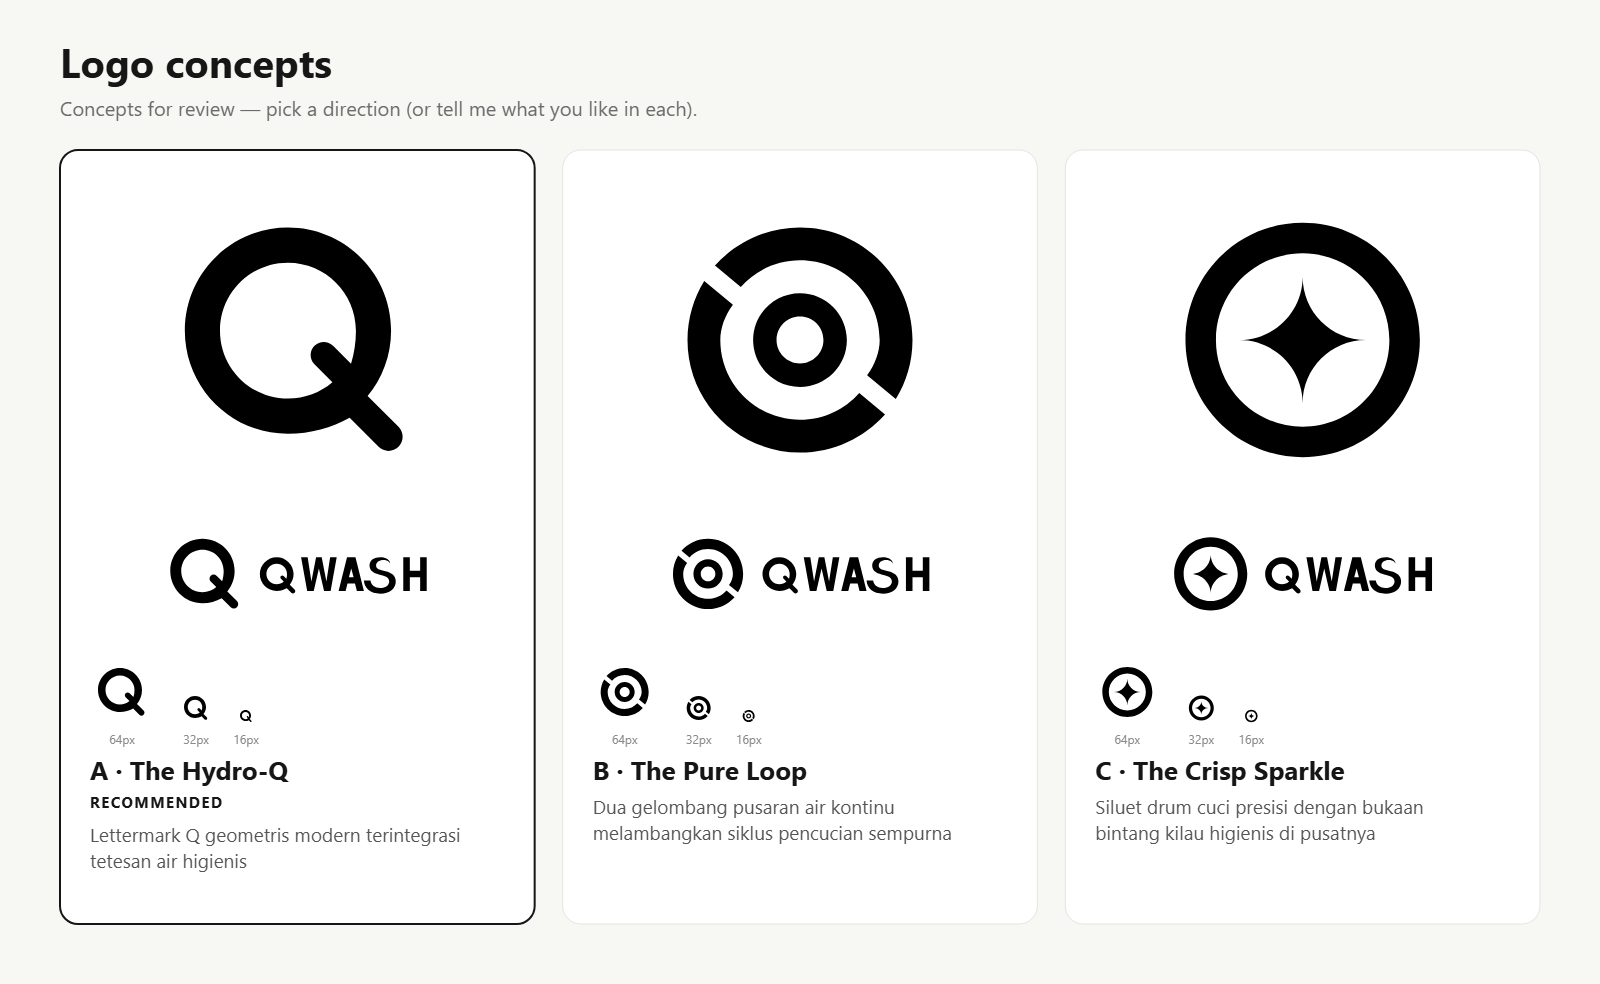 Logo concepts
Concepts for review — pick a direction (or tell me what you like in each).
Q
QWASH
64px 32px 16px
A · The Hydro-Q
RECOMMENDED
Lettermark Q geometris modern terintegrasi
tetesan air higienis
QWASH
64px 32px 16px
B · The Pure Loop
Dua gelombang pusaran air kontinu
melambangkan siklus pencucian sempurna
QWASH
64px 32px 16px
C · The Crisp Sparkle
Siluet drum cuci presisi dengan bukaan
bintang kilau higienis di pusatnya